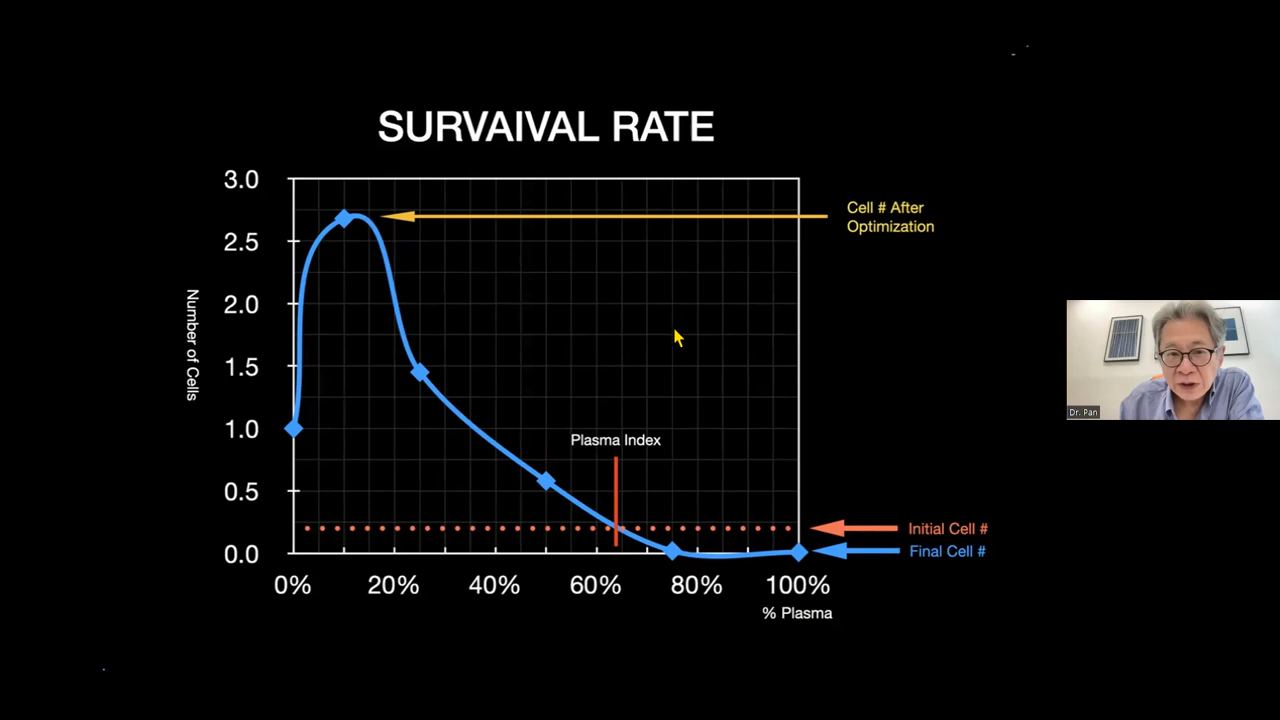 SURVAIVAL RATE
3.0
2.5
2.0
1.5
1.0
0.5
0.0
Number of Cells
0%
20%
40%
60%
80%
100%
% Plasma
Plasma Index
Cell # After
Optimization
Initial Cell #
Final Cell #
Dr. Pan